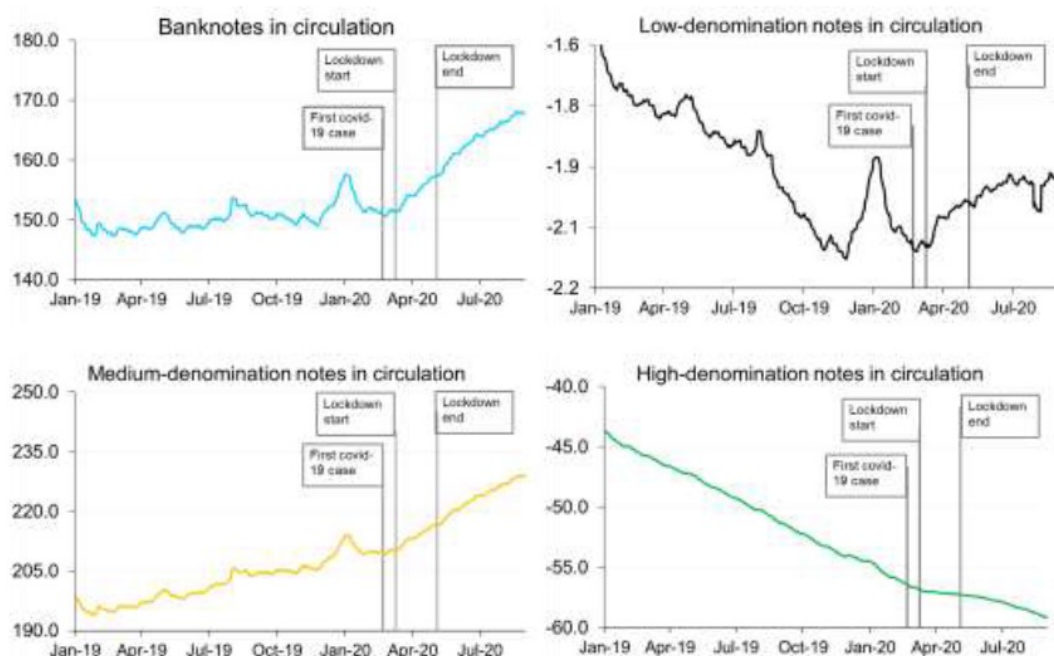 Banknotes in circulation
180.0
170.0
160.0
150.0
140.0
Lockdown
start
Lockdown
end
First covid-
19 case
Jan-19 Apr-19 Jul-19 Oct-19 Jan-20 Apr-20 Jul-20
Low-denomination notes in circulation
-1.6
-1.8
-1.9
-2.1
-2.2
Lockdown
start
Lockdown
end
First covid-
19 case
Jan-19 Apr-19 Jul-19 Oct-19 Jan-20 Apr-20 Jul-20
Medium-denomination notes in circulation
250.0
235.0
220.0
205.0
190.0
Lockdown
start
Lockdown
end
First covid-
19 case
Jan-19 Apr-19 Jul-19 Oct-19 Jan-20 Apr-20 Jul-20
High-denomination notes in circulation
-40.0
-45.0
-50.0
-55.0
-60.0
Lockdown
start
Lockdown
end
First covid-
19 case
Jan-19 Apr-19 Jul-19 Oct-19 Jan-20 Apr-20 Jul-20